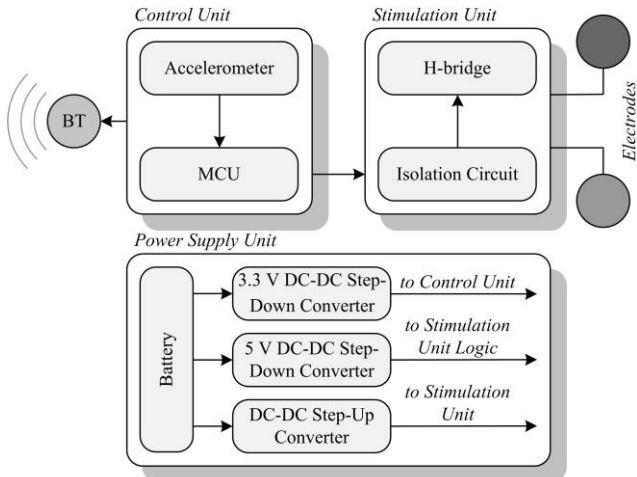 Control Unit
Stimulation Unit
Accelerometer
H-bridge
BT
MCU
Isolation Circuit
Electrodes
Power Supply Unit
Battery
3.3 V DC-DC Step-
Down Converter
to Control Unit
5 V DC-DC Step-
Down Converter
to Stimulation
Unit Logic
DC-DC Step-Up
Converter
to Stimulation
Unit